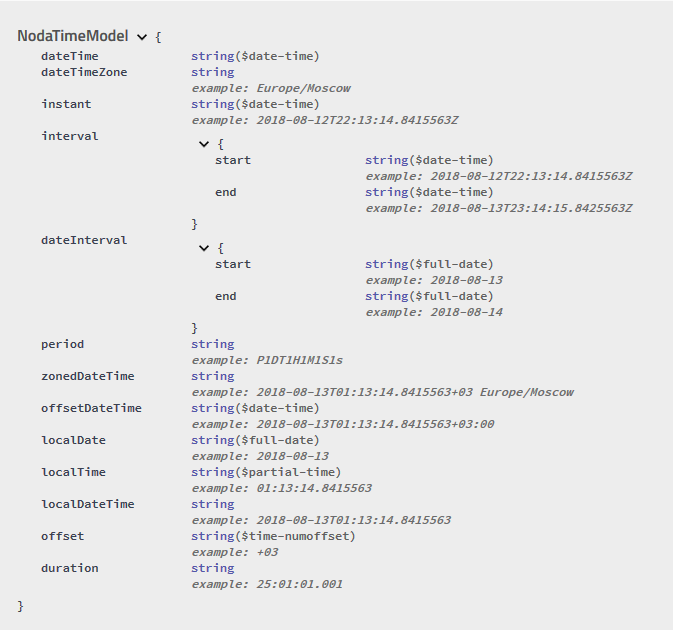 NodaTimeModel {
dateTime string($date-time)
dateTimeZone string
example: Europe/Moscow
instant string($date-time)
example: 2018-08-12T22:13:14.8415563Z
interval
{
start string($date-time)
example: 2018-08-12T22:13:14.8415563Z
end string($date-time)
example: 2018-08-13T23:14:15.8425563Z
}
dateInterval
{
start string($full-date)
example: 2018-08-13
end string($full-date)
example: 2018-08-14
}
period string
example: P1DT1H1M1S1s
zonedDateTime string
example: 2018-08-13T01:13:14.8415563+03 Europe/Moscow
offsetDateTime string($date-time)
example: 2018-08-13T01:13:14.8415563+03:00
localDate string($full-date)
example: 2018-08-13
localTime string($partial-time)
example: 01:13:14.8415563
localDateTime string
example: 2018-08-13T01:13:14.8415563
offset string($time-numoffset)
example: +03
duration string
example: 25:01:01.001
}